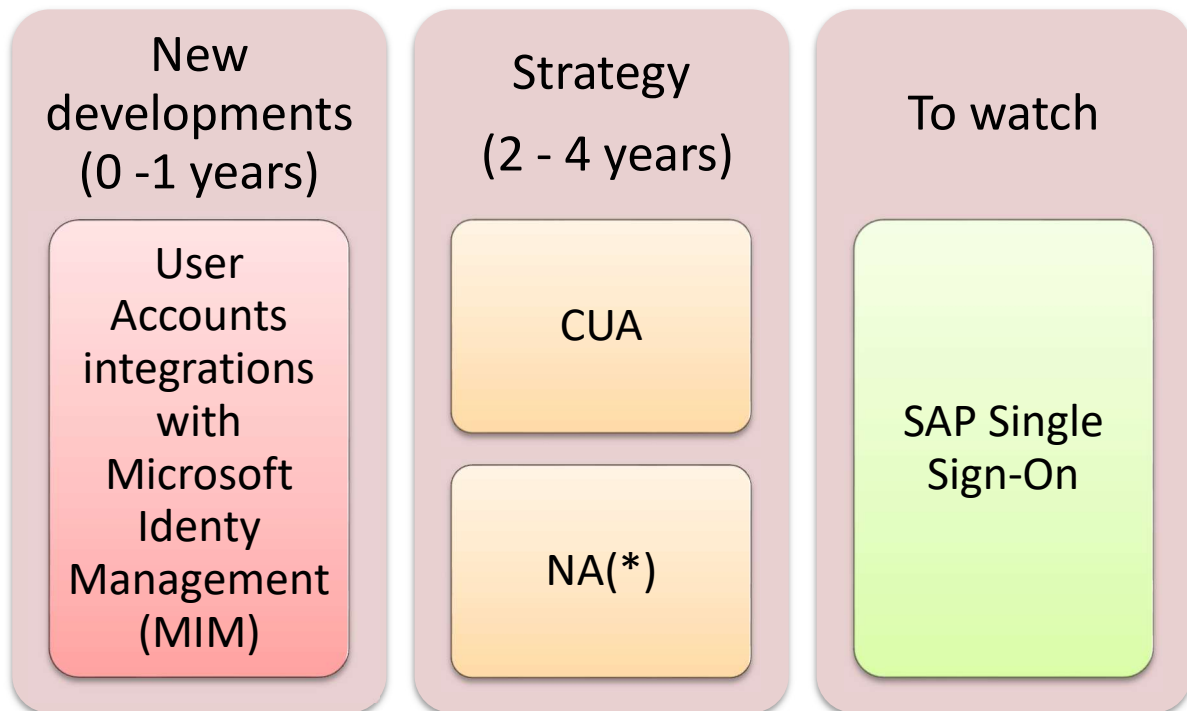 New
developments
(0 -1 years)
User
Accounts
integrations
with
Microsoft
Identy
Management
(MIM)
Strategy
(2 - 4 years)
CUA
NA(*)
To watch
SAP Single
Sign-On